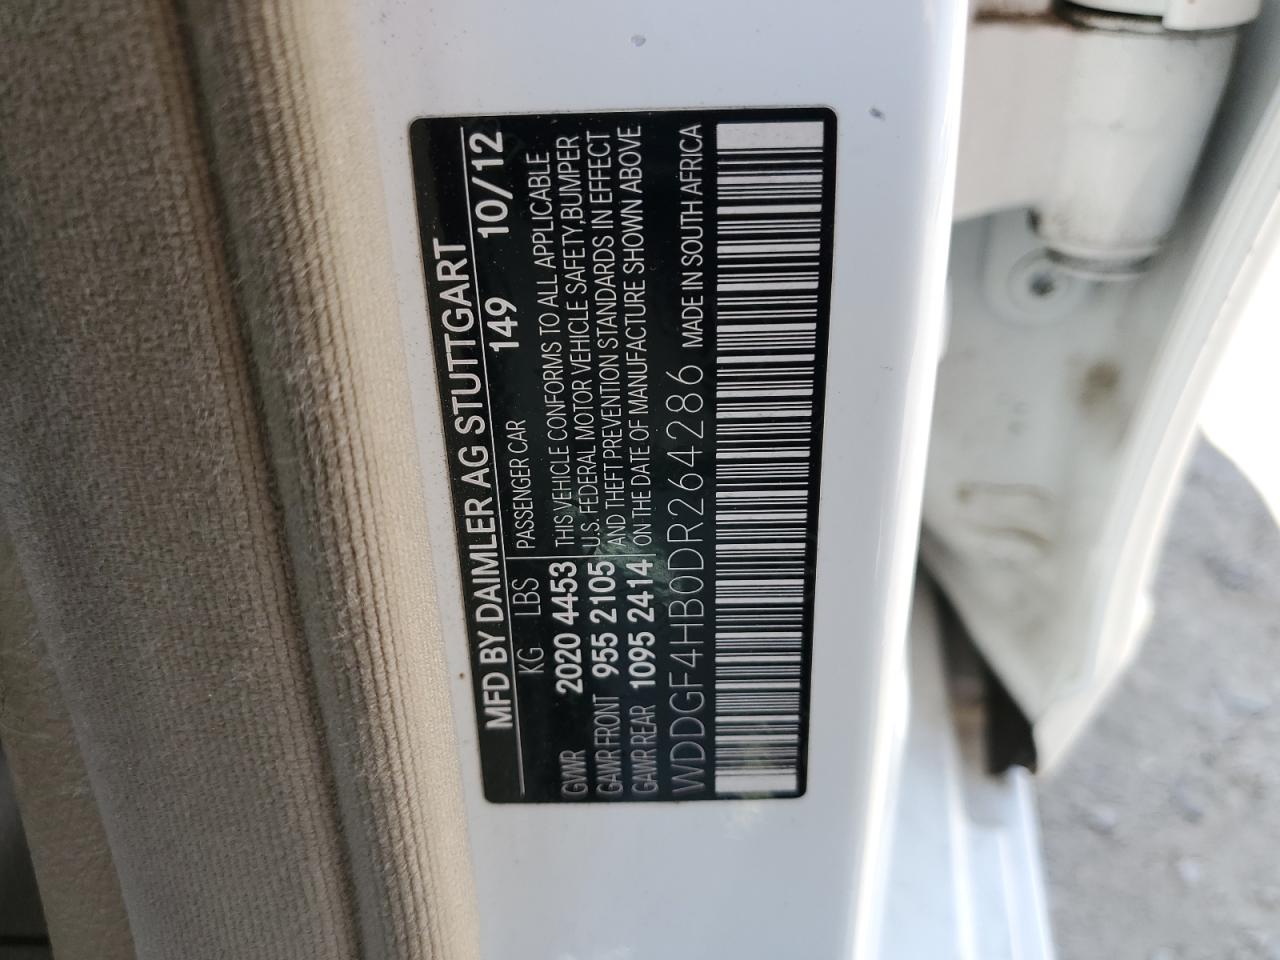 MFD BY DAIMLER AG STUTTGART
KG LBS 149 10/12
GVWR 2020 4453
GAWR FRONT 955 2105
GAWR REAR 1095 2414
PASSENGER CAR
THIS VEHICLE CONFORMS TO ALL APPLICABLE
U.S. FEDERAL MOTOR VEHICLE SAFETY,BUMPER
AND THEFT PREVENTION STANDARDS IN EFFECT
ON THE DATE OF MANUFACTURE SHOWN ABOVE
WDDGF4HB0DR264286 MADE IN SOUTH AFRICA